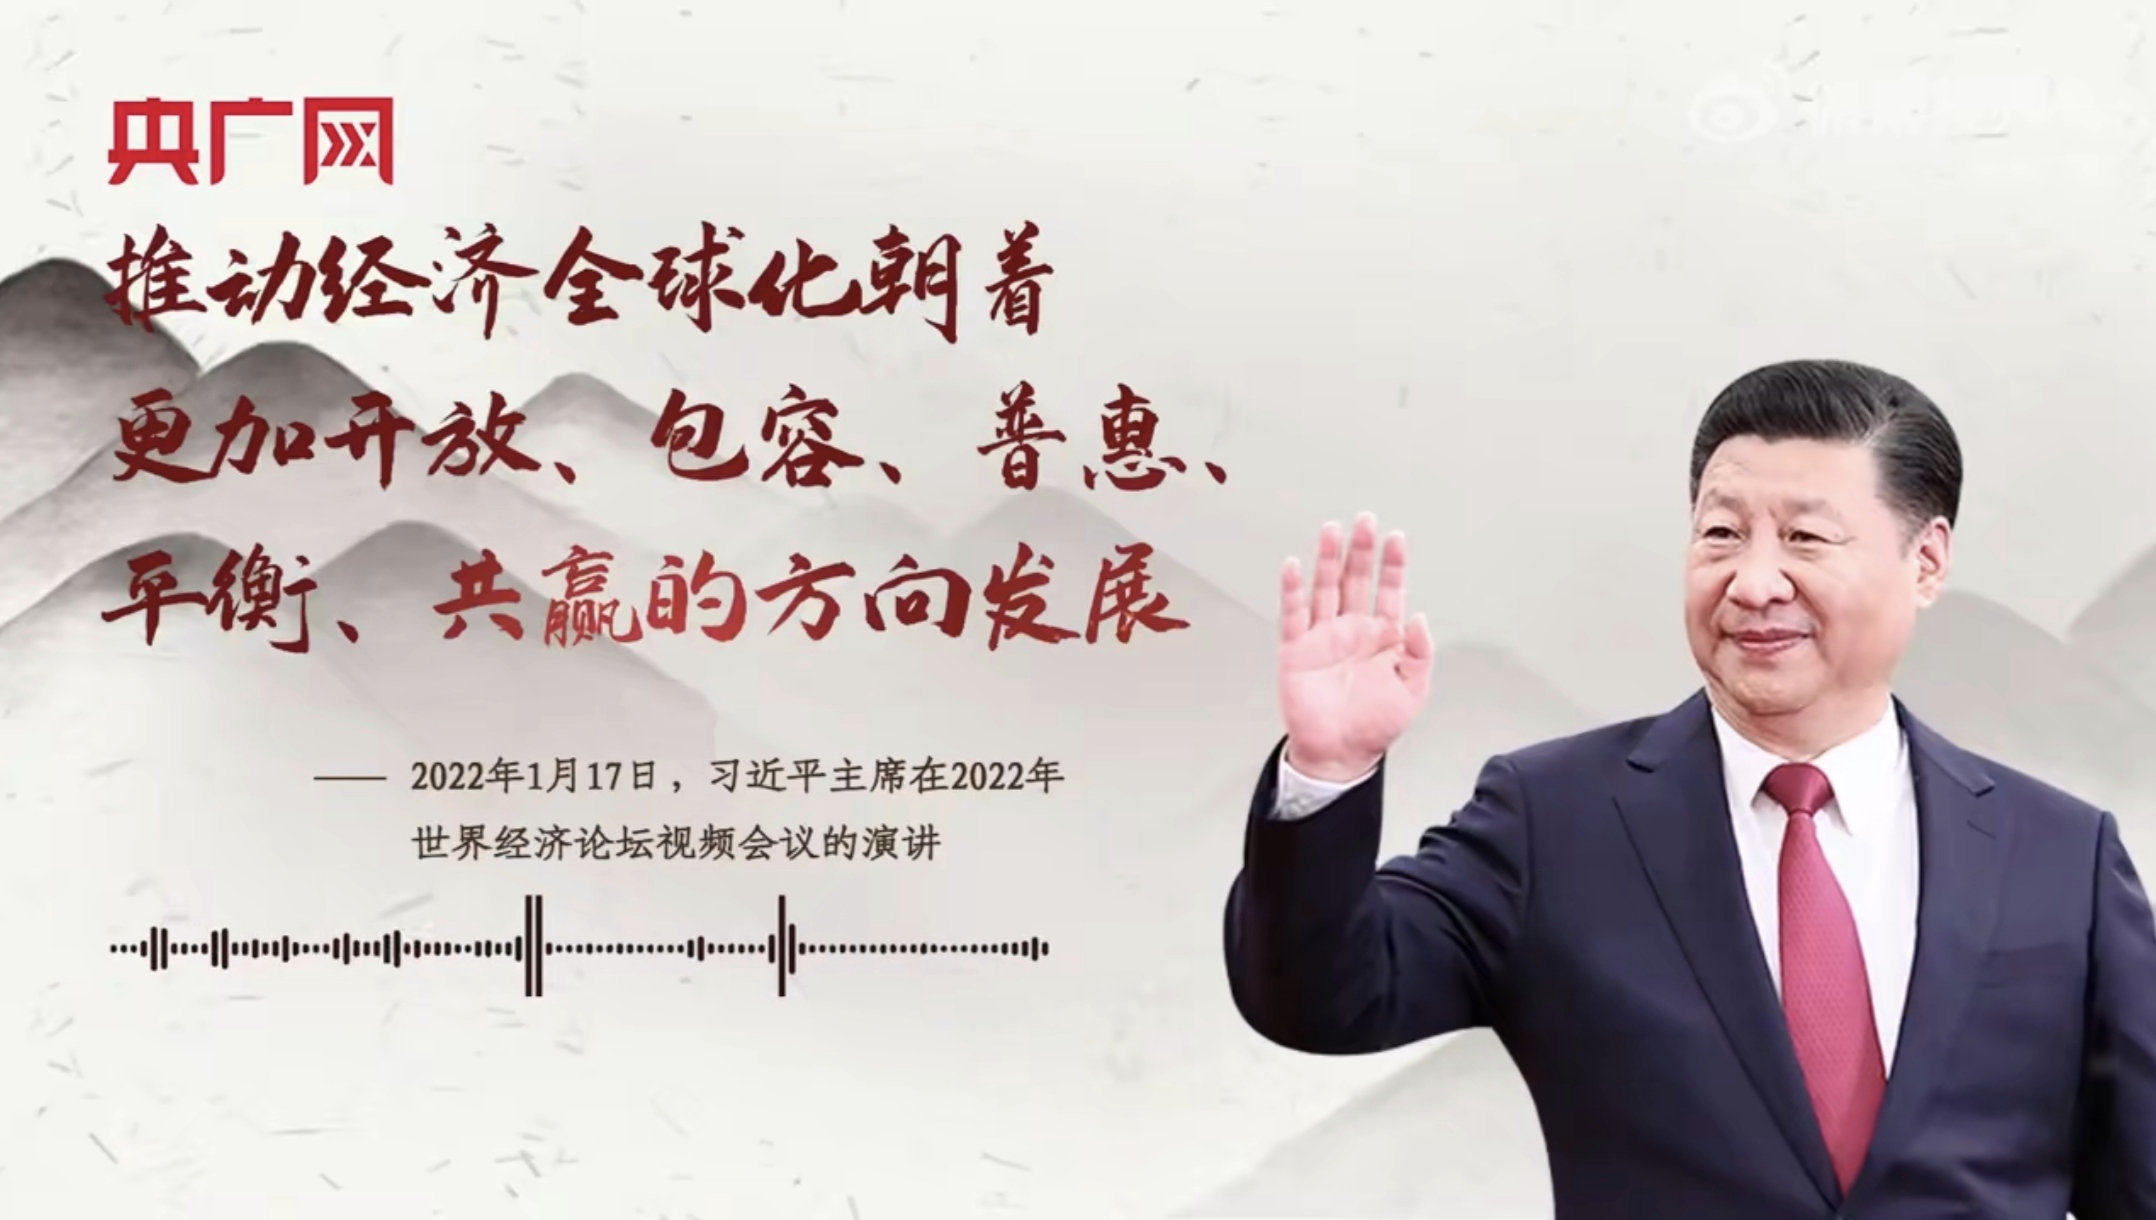 央广网
推动经济全球化朝着
更加开放、包容、普惠、
平衡、共赢的方向发展
—— 2022年1月17日，习近平主席在2022年
世界经济论坛视频会议的演讲